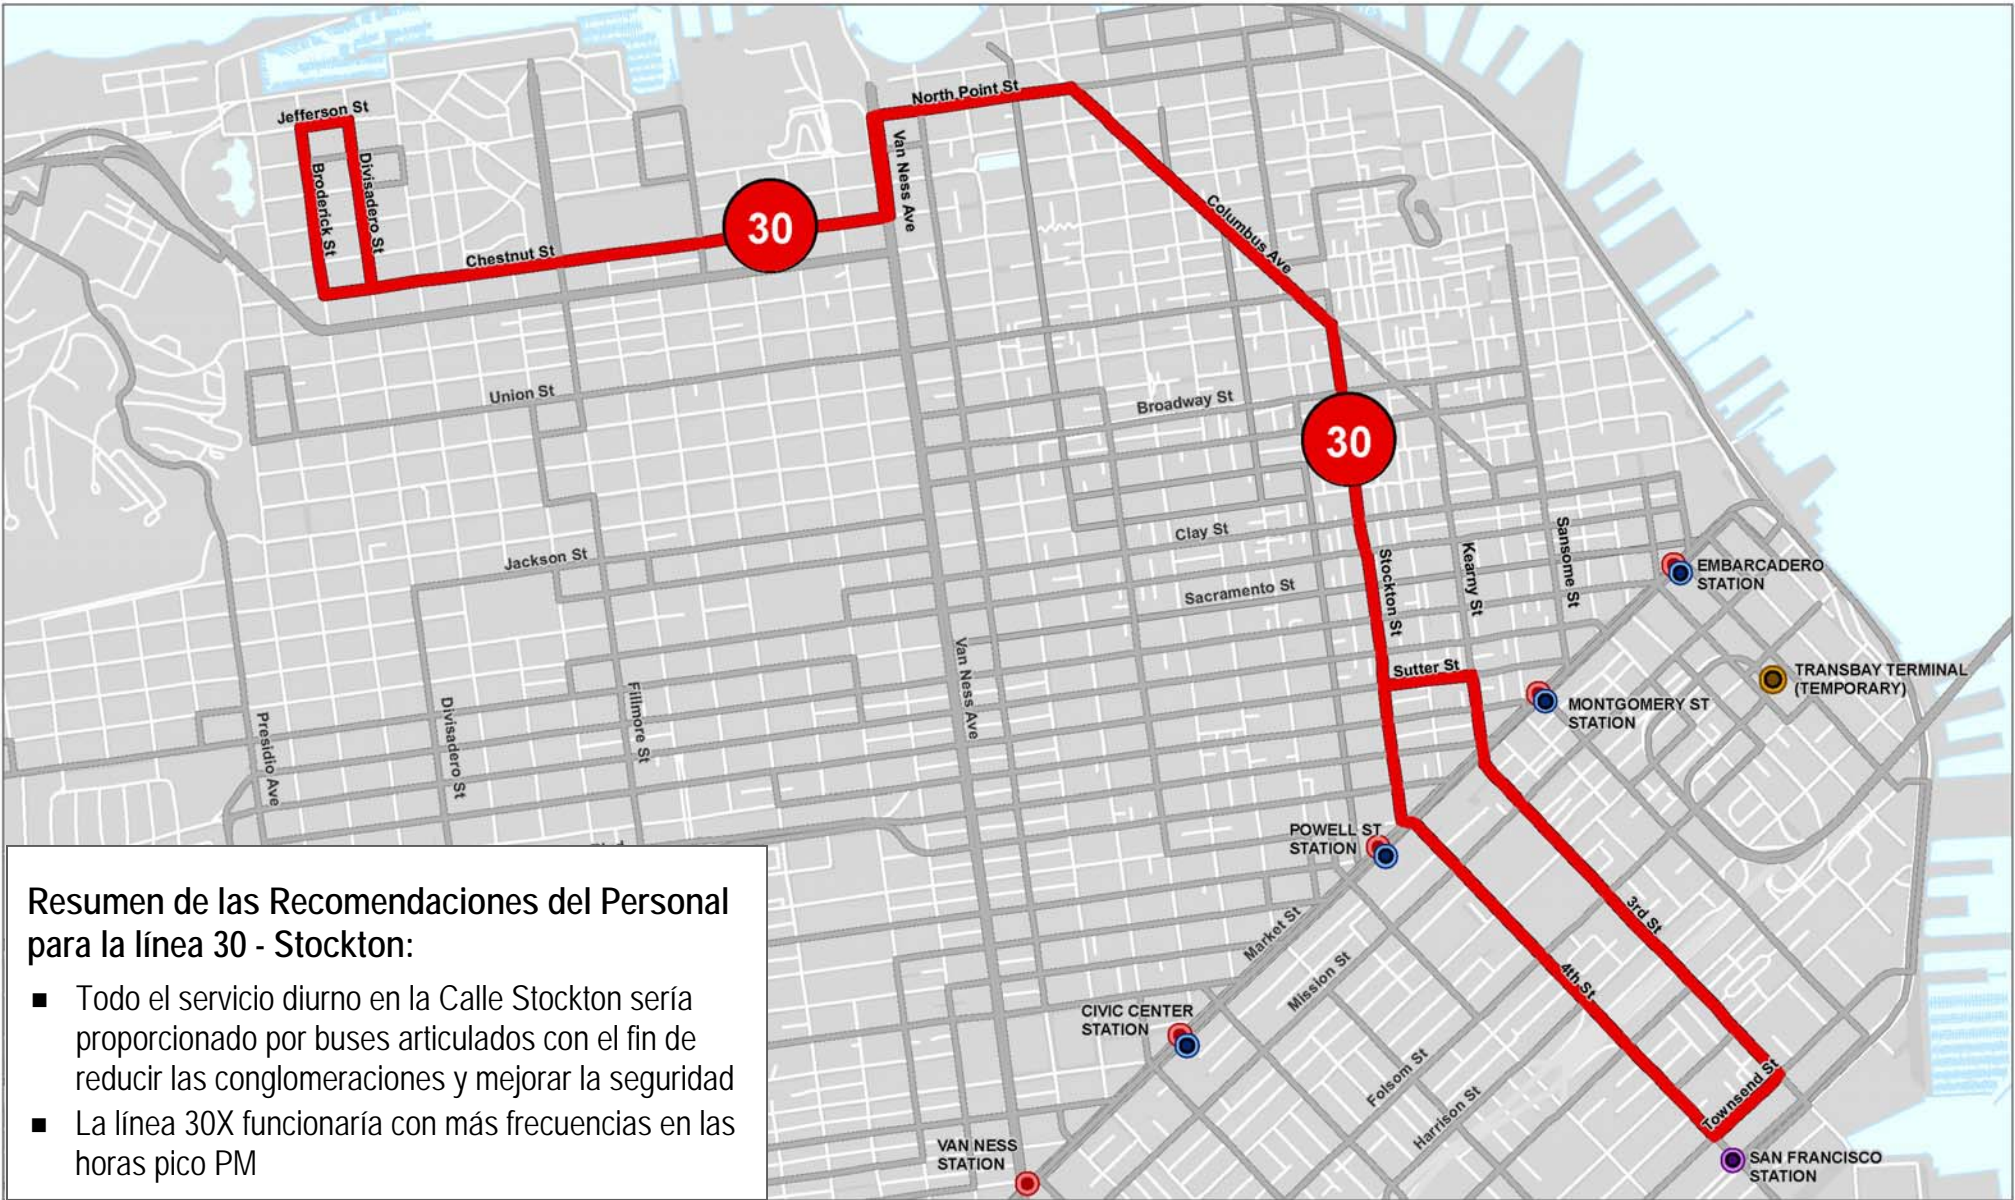 Jefferson St
Broderick St
Divisadero St
Chestnut St
30
North Point St
Van Ness Ave
Columbus Ave
Union St
Broadway St
30
Jackson St
Clay St
Sacramento St
Stockton St
Kearny St
Sansome St
Sutter St
EMBARCADERO
STATION
TRANSBAY TERMINAL
(TEMPORARY)
MONTGOMERY ST
STATION
Presidio Ave
Divisadero St
Fillmore St
Van Ness Ave
POWELL ST
STATION
Market St
Mission St
3rd St
4th St
CIVIC CENTER
STATION
Folsom St
Harrison St
Townsend St
VAN NESS
STATION
SAN FRANCISCO
STATION
Resumen de las Recomendaciones del Personal
para la línea 30 - Stockton:
■ Todo el servicio diurno en la Calle Stockton sería
proporcionado por buses articulados con el fin de
reducir las conglomeraciones y mejorar la seguridad
■ La línea 30X funcionaría con más frecuencias en las
horas pico PM